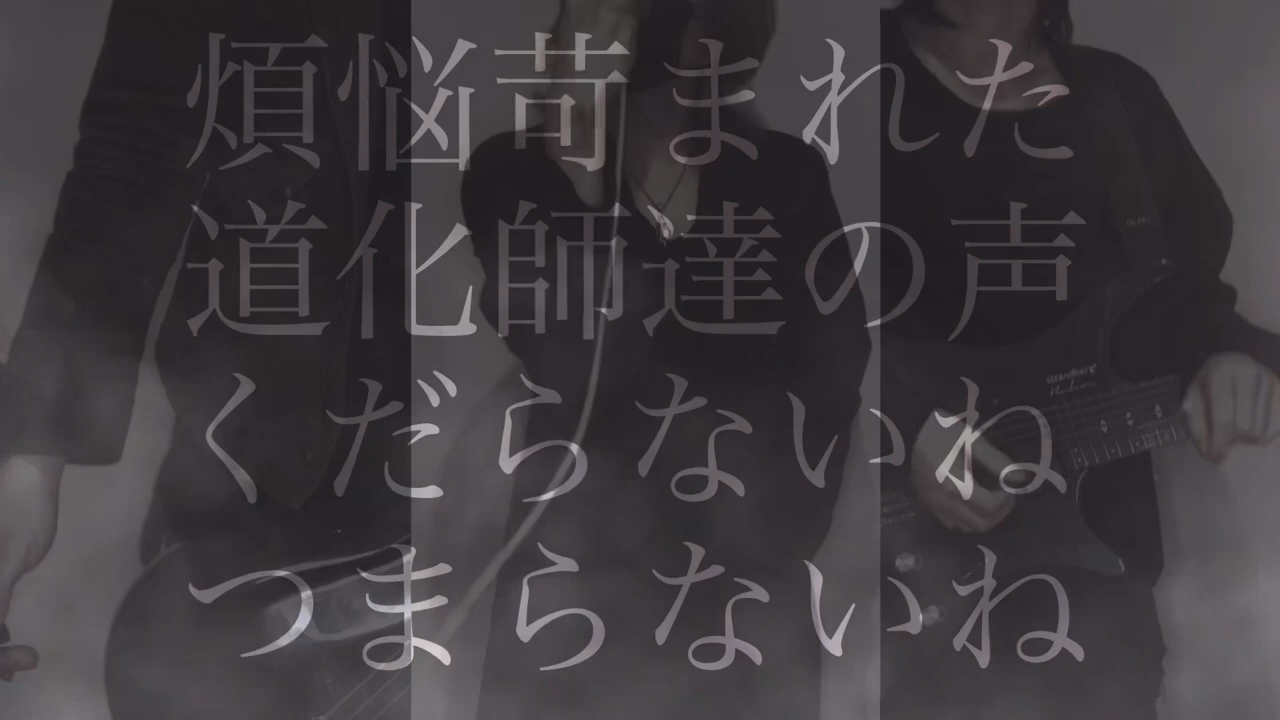 煩悩苛まれた
道化師達の声
くだらないね
つまらないね
strandberg